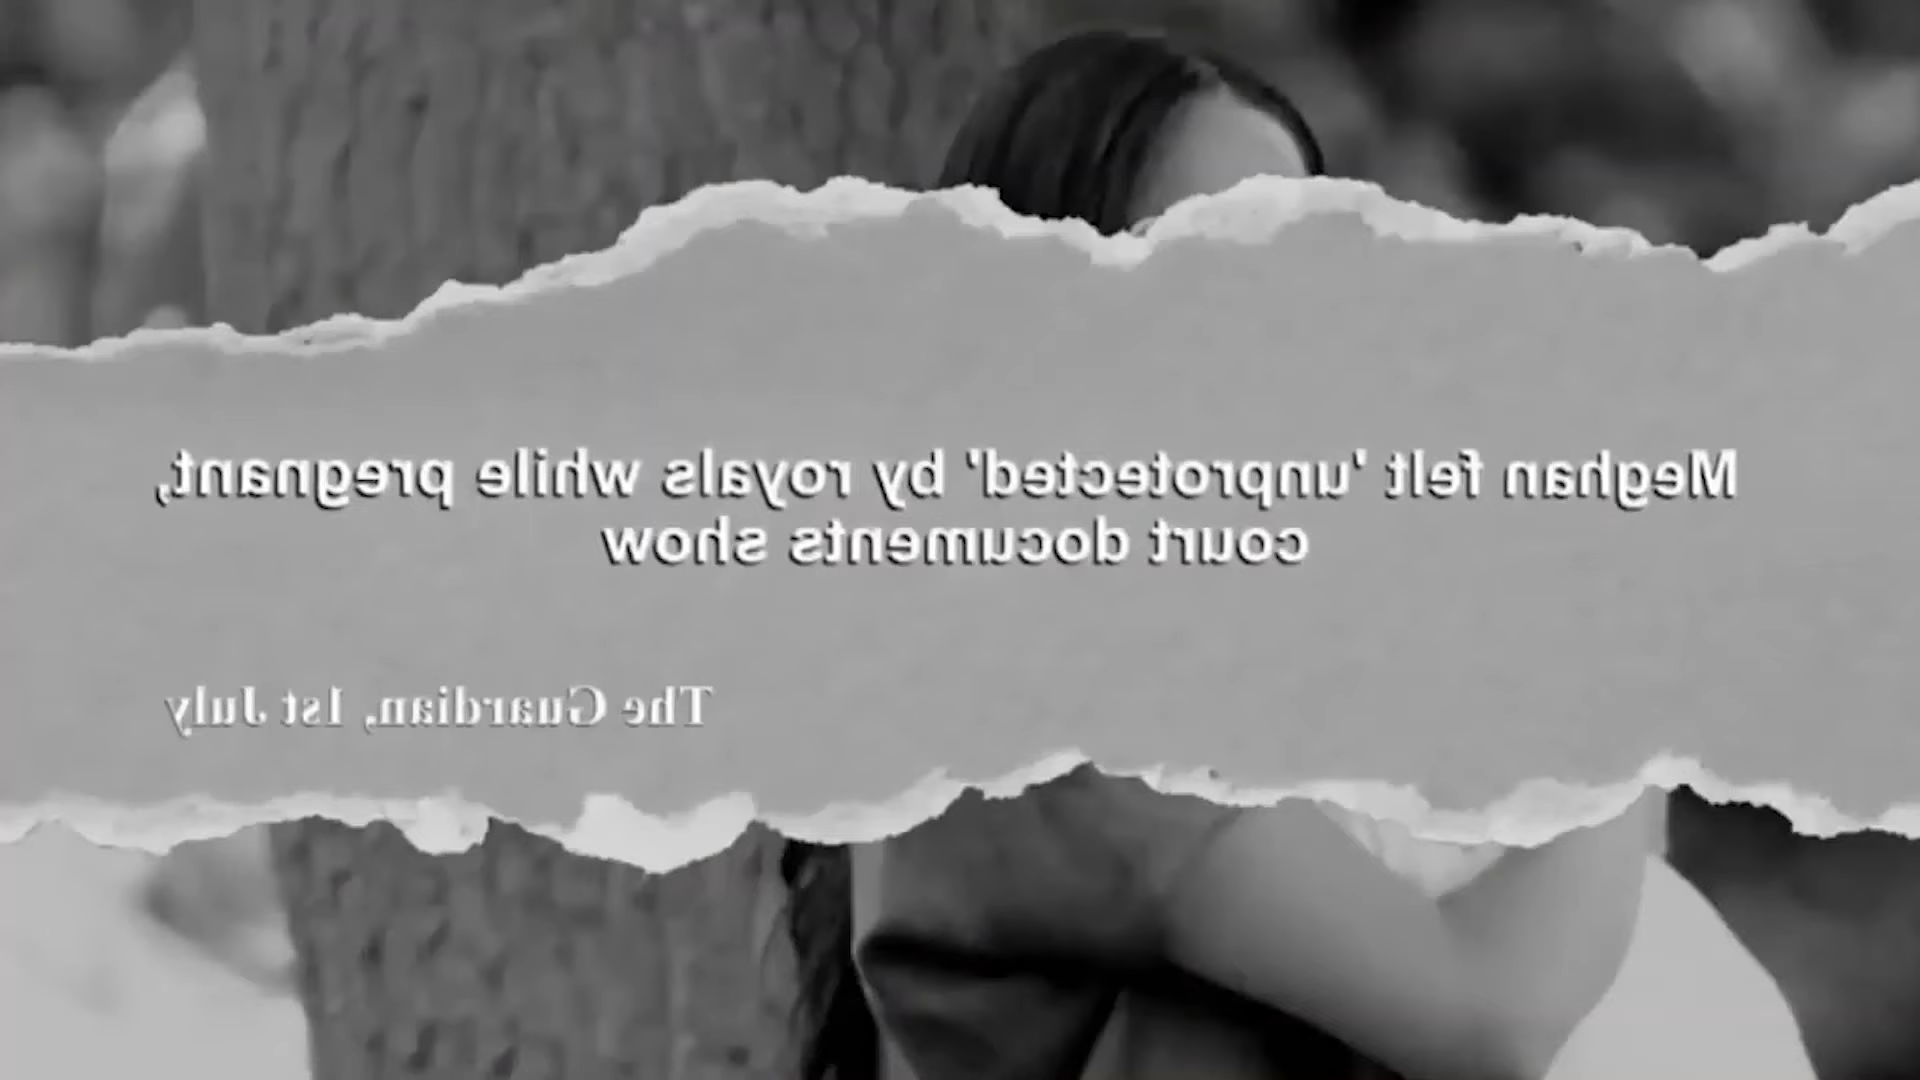 Meghan felt 'unprotected' by royals while pregnant,
court documents show
The Guardian, 1st July